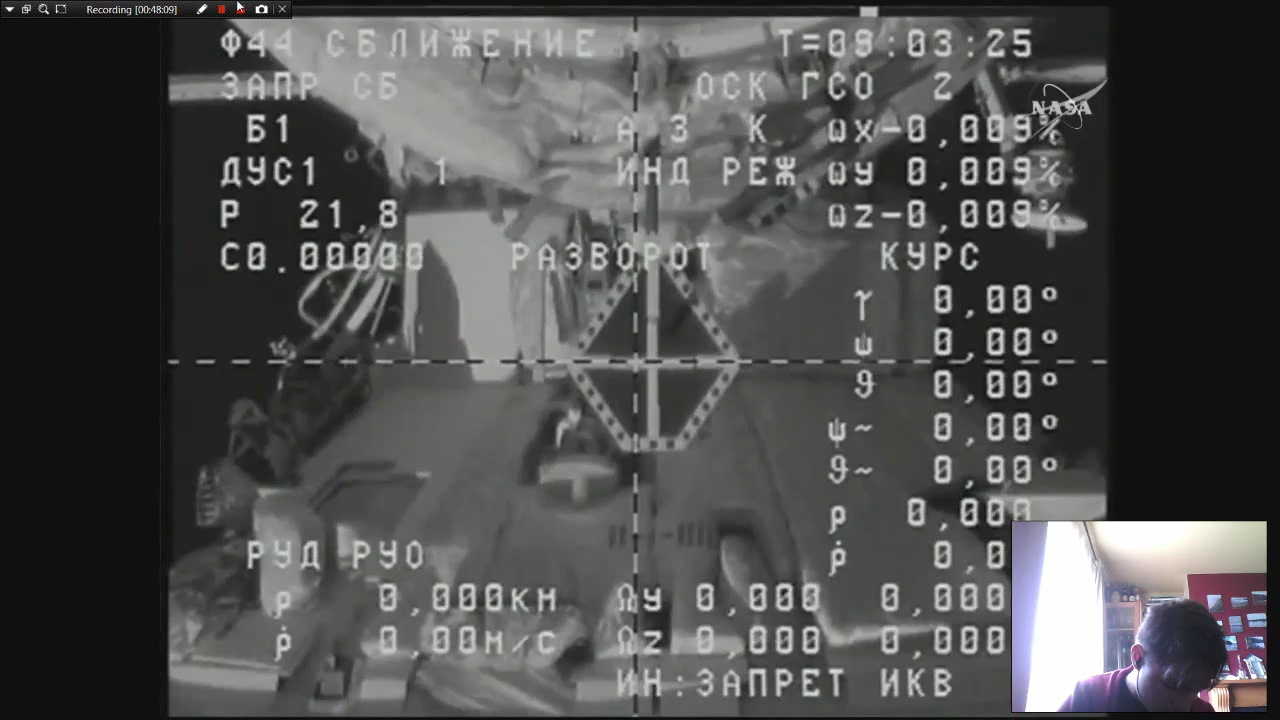 Recording [00:48:09]
Ф44 СБЛИЖЕНИЕ T=09:03:25
ЗАПР СБ ОСК ГСО 2
NASA
Б1 А З К ωx-0,009%
ДУС1 1 ИНД РЕЖ ωy 0,009%
Р 21,8 ωz-0,009%
С0.00000 РАЗВОРОТ КУРС
γ 0,00°
ψ 0,00°
ϑ 0,00°
ψ~ 0,00°
ϑ~ 0,00°
ρ 0,000
РУД РУО ρ̇ 0,0
ρ 0,000КМ Ωy 0,000 0,000
ρ̇ 0,00М/С Ωz 0,000 0,000
ИН:ЗАПРЕТ ИКВ